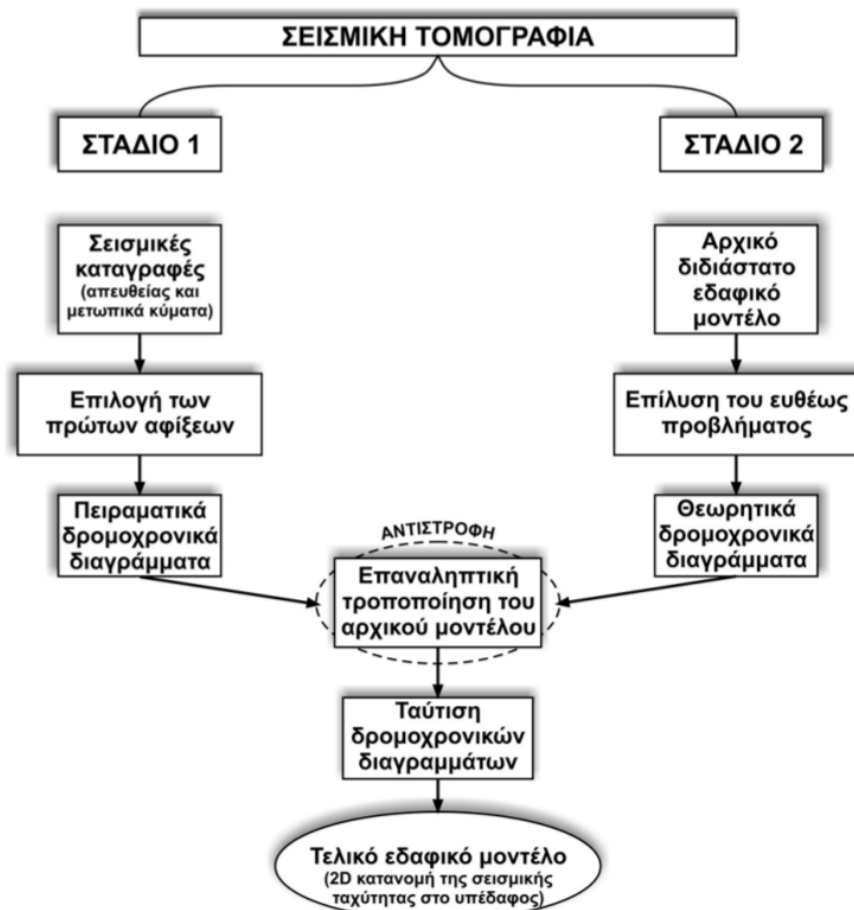 ΣΕΙΣΜΙΚΗ ΤΟΜΟΓΡΑΦΙΑ
ΣΤΑΔΙΟ 1
ΣΤΑΔΙΟ 2
Σεισμικές
καταγραφές
(απευθείας και
μετωπικά κύματα)
Αρχικό
διδιάστατο
εδαφικό
μοντέλο
Επιλογή των
πρώτων αφίξεων
Επίλυση του ευθέως
προβλήματος
Πειραματικά
δρομοχρονικά
διαγράμματα
Θεωρητικά
δρομοχρονικά
διαγράμματα
ΑΝΤΙΣΤΡΟΦΗ
Επαναληπτική
τροποποίηση του
αρχικού μοντέλου
Ταύτιση
δρομοχρονικών
διαγραμμάτων
Τελικό εδαφικό μοντέλο
(2D κατανομή της σεισμικής
ταχύτητας στο υπέδαφος)